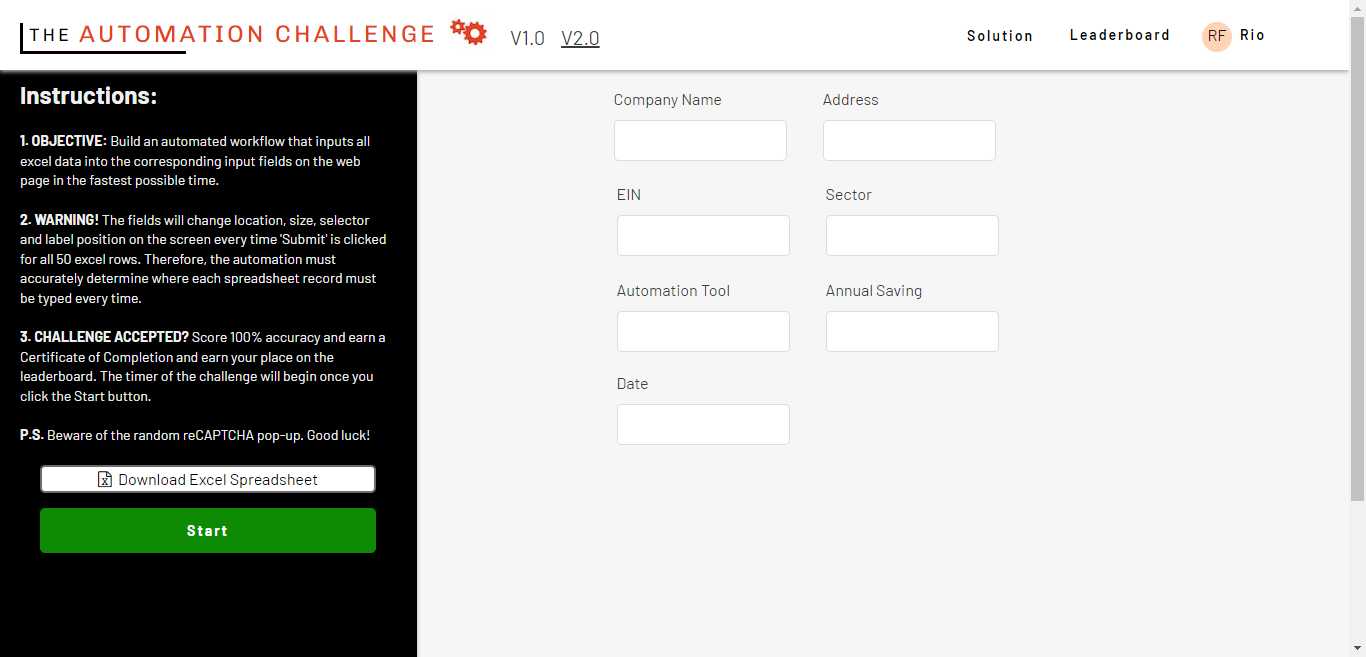 THE AUTOMATION CHALLENGE V1.0 V2.0 Solution Leaderboard RF Rio
Instructions:
1. OBJECTIVE: Build an automated workflow that inputs all
excel data into the corresponding input fields on the web
page in the fastest possible time.
2. WARNING! The fields will change location, size, selector
and label position on the screen every time 'Submit' is clicked
for all 50 excel rows. Therefore, the automation must
accurately determine where each spreadsheet record must
be typed every time.
3. CHALLENGE ACCEPTED? Score 100% accuracy and earn a
Certificate of Completion and earn your place on the
leaderboard. The timer of the challenge will begin once you
click the Start button.
P.S. Beware of the random reCAPTCHA pop-up. Good luck!
Download Excel Spreadsheet
Start
Company Name Address
EIN Sector
Automation Tool Annual Saving
Date